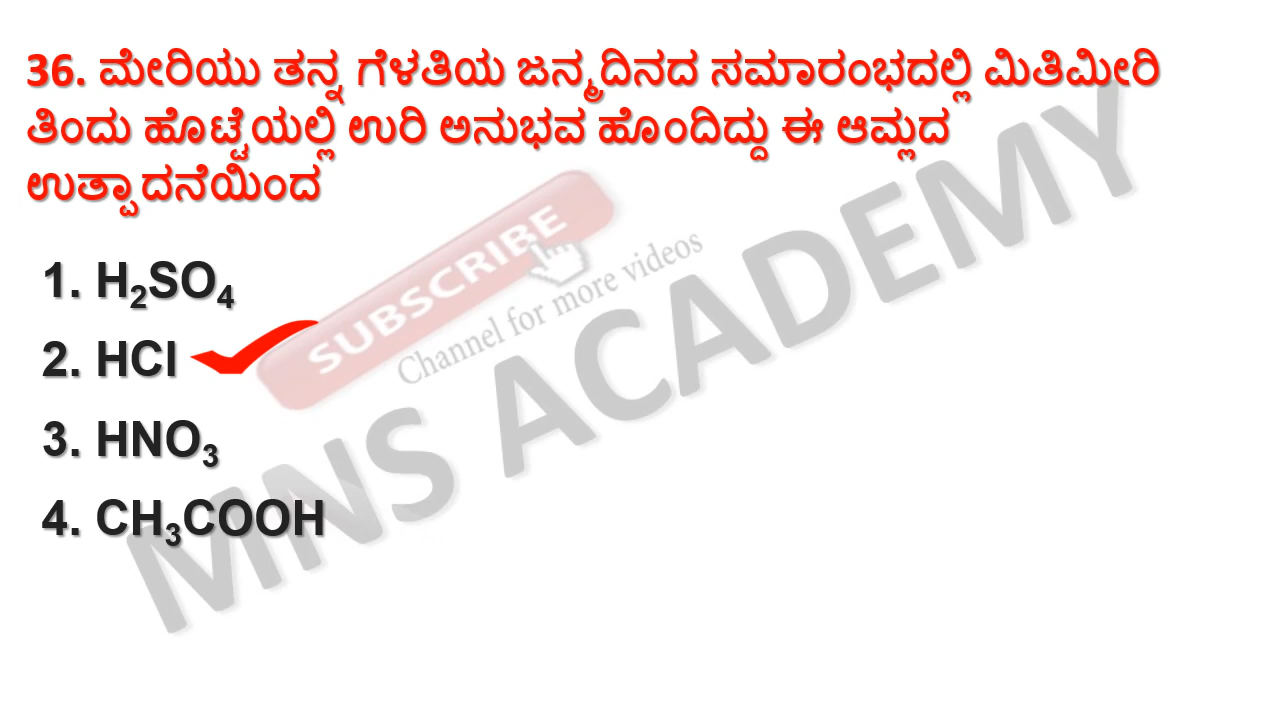 36. ಮೇರಿಯು ತನ್ನ ಗೆಳತಿಯ ಜನ್ಮದಿನದ ಸಮಾರಂಭದಲ್ಲಿ ಮಿತಿಮೀರಿ
ತಿಂದು ಹೊಟ್ಟೆಯಲ್ಲಿ ಉರಿ ಅನುಭವ ಹೊಂದಿದ್ದು ಈ ಆಮ್ಲದ
ಉತ್ಪಾದನೆಯಿಂದ
1. H₂SO₄
2. HCl
3. HNO₃
4. CH₃COOH
SUBSCRIBE
Channel for more videos
MNS ACADEMY